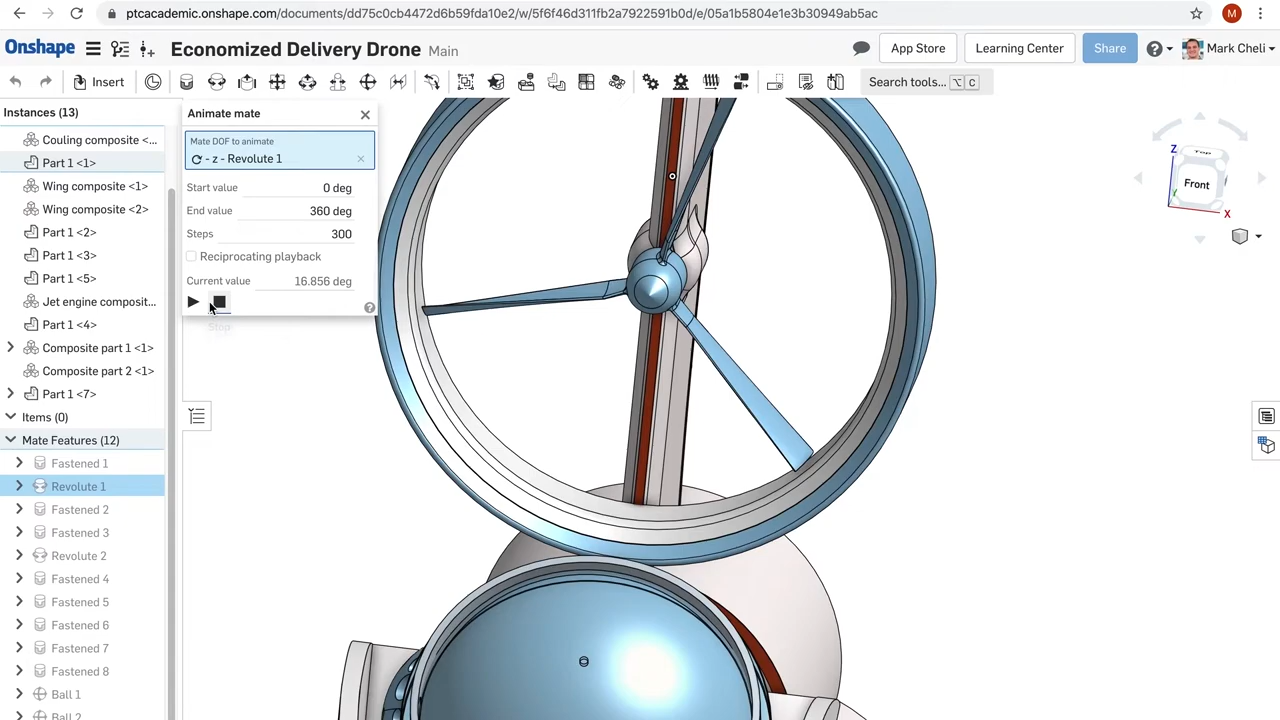 ptcacademic.onshape.com/documents/dd75c0cb4472d6b59fda10e2/w/5f6f46d311fb2a7922591b0d/e/05a1b5804e1e3b30949ab5ac
M
Onshape
Economized Delivery Drone Main
App Store
Learning Center
Share
Mark Cheli
Insert
Search tools... ⌥ C
Instances (13)
Couling composite <...
Part 1 <1>
Wing composite <1>
Wing composite <2>
Part 1 <2>
Part 1 <3>
Part 1 <5>
Jet engine composit...
Part 1 <4>
Composite part 1 <1>
Composite part 2 <1>
Part 1 <7>
Items (0)
Mate Features (12)
Fastened 1
Revolute 1
Fastened 2
Fastened 3
Revolute 2
Fastened 4
Fastened 5
Fastened 6
Fastened 7
Fastened 8
Ball 1
Ball 2
Animate mate
Mate DOF to animate
- z - Revolute 1
Start value 0 deg
End value 360 deg
Steps 300
Reciprocating playback
Current value 16.856 deg
Stop
Z
Top
Front
X